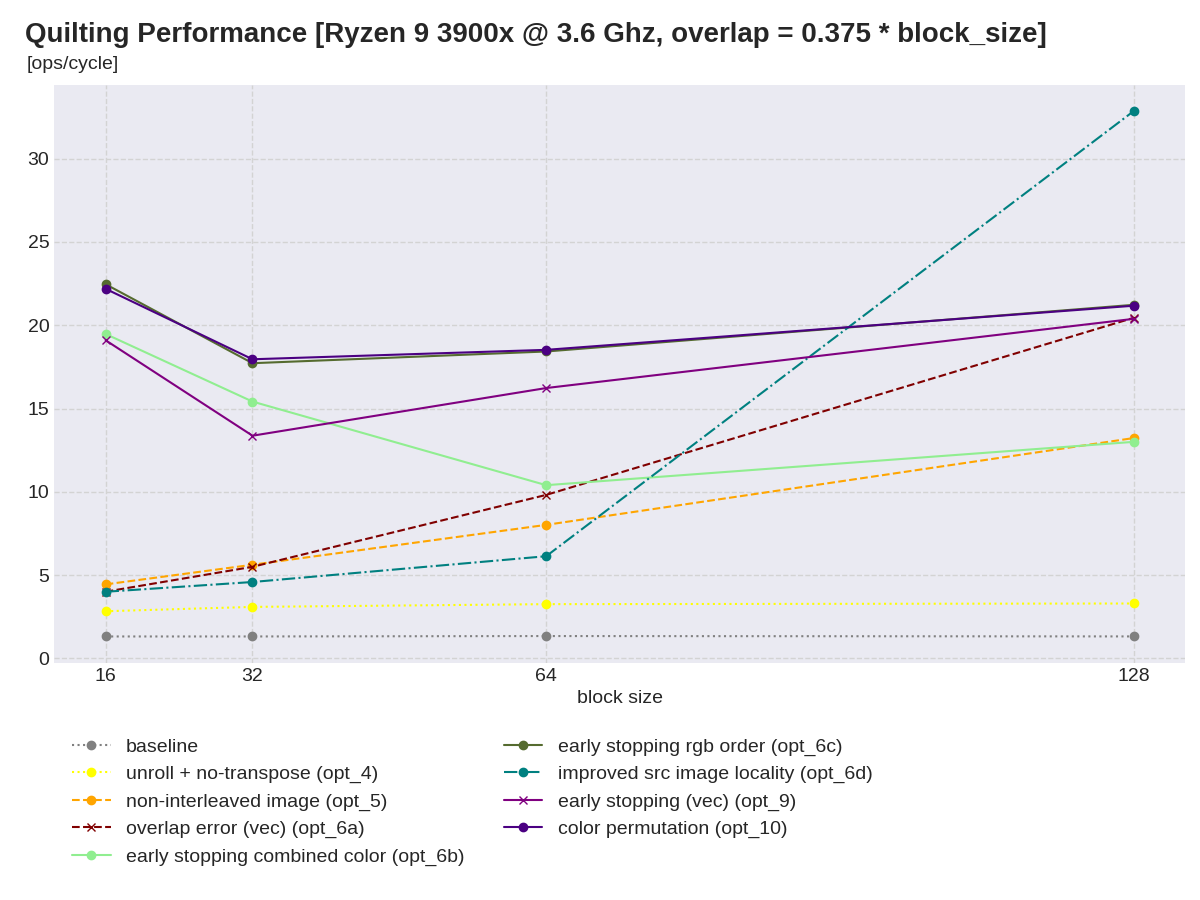 Quilting Performance [Ryzen 9 3900x @ 3.6 Ghz, overlap = 0.375 * block_size]
[ops/cycle]
30
25
20
15
10
5
0
16 32 64 128
block size
baseline
unroll + no-transpose (opt_4)
non-interleaved image (opt_5)
overlap error (vec) (opt_6a)
early stopping combined color (opt_6b)
early stopping rgb order (opt_6c)
improved src image locality (opt_6d)
early stopping (vec) (opt_9)
color permutation (opt_10)